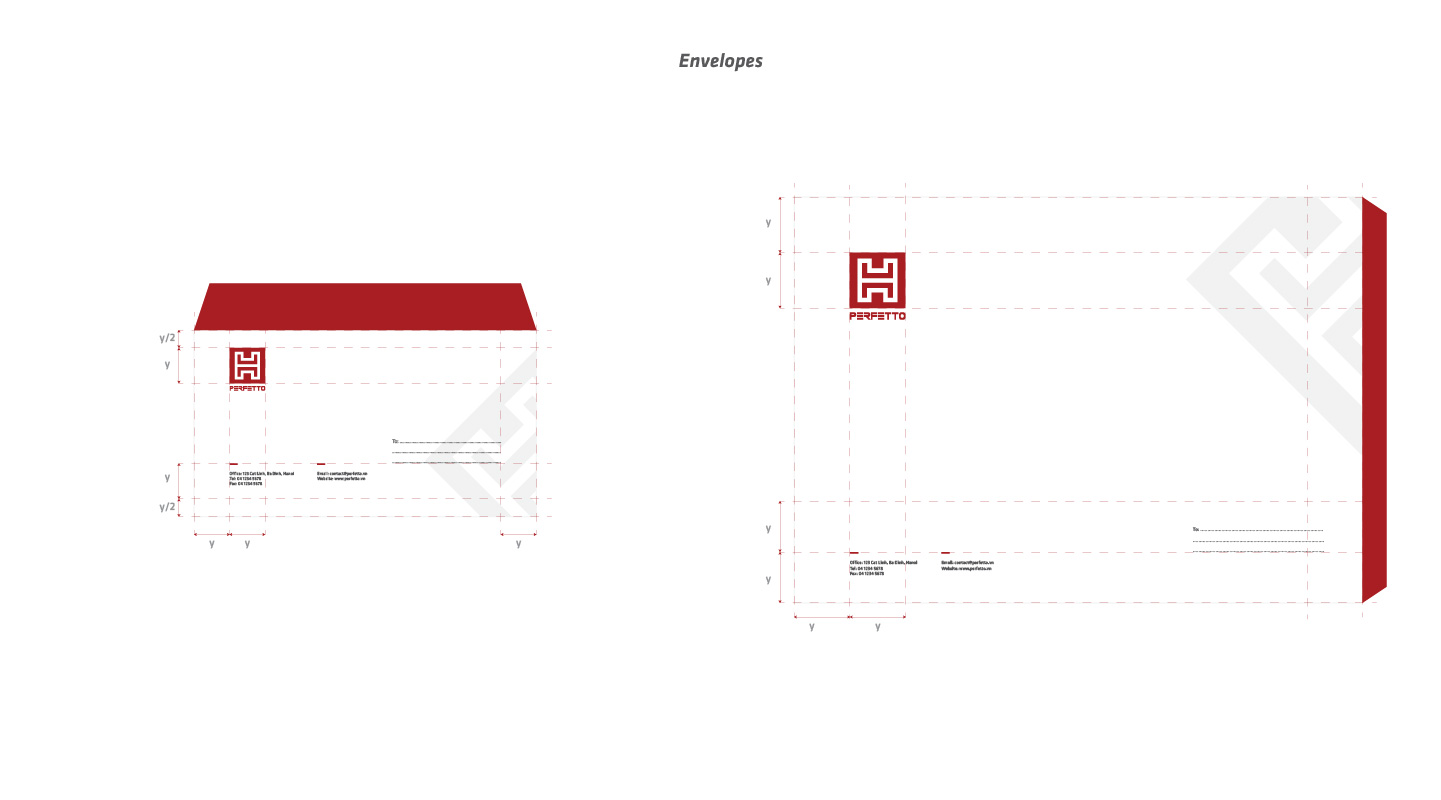 Envelopes
y/2
y
PERFETTO
To:
y
Office: 120 Cat Linh, Ba Dinh, Hanoi
Tel: 04 1234 5678
Fax: 04 1234 5678
Email: contact@perfetto.vn
Website: www.perfetto.vn
y/2
y
y
y
y
y
PERFETTO
y
To:
y
Office: 120 Cat Linh, Ba Dinh, Hanoi
Tel: 04 1234 5678
Fax: 04 1234 5678
Email: contact@perfetto.vn
Website: www.perfetto.vn
y
y